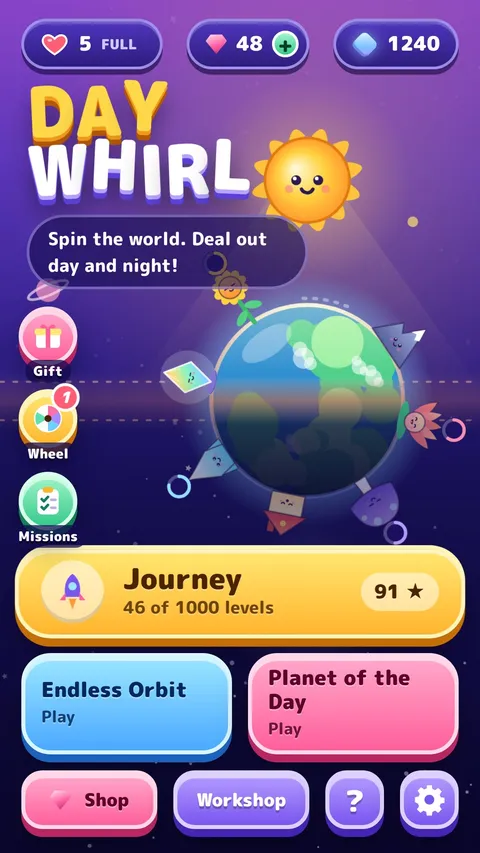 5 FULL
48
1240
DAY
WHIRL
Spin the world. Deal out
day and night!
Gift
1
Wheel
Missions
Journey
46 of 1000 levels
91 ★
Endless Orbit
Play
Planet of the
Day
Play
Shop
Workshop
?